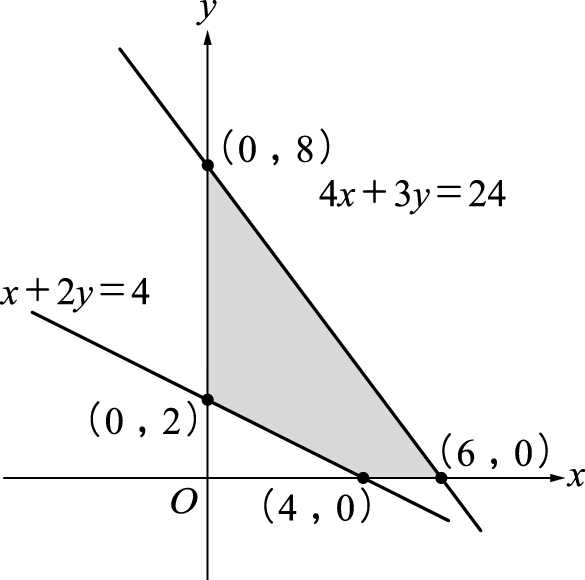 y
(0 , 8)
4x+3y=24
x+2y=4
(0 , 2)
(6 , 0)
x
O
(4 , 0)